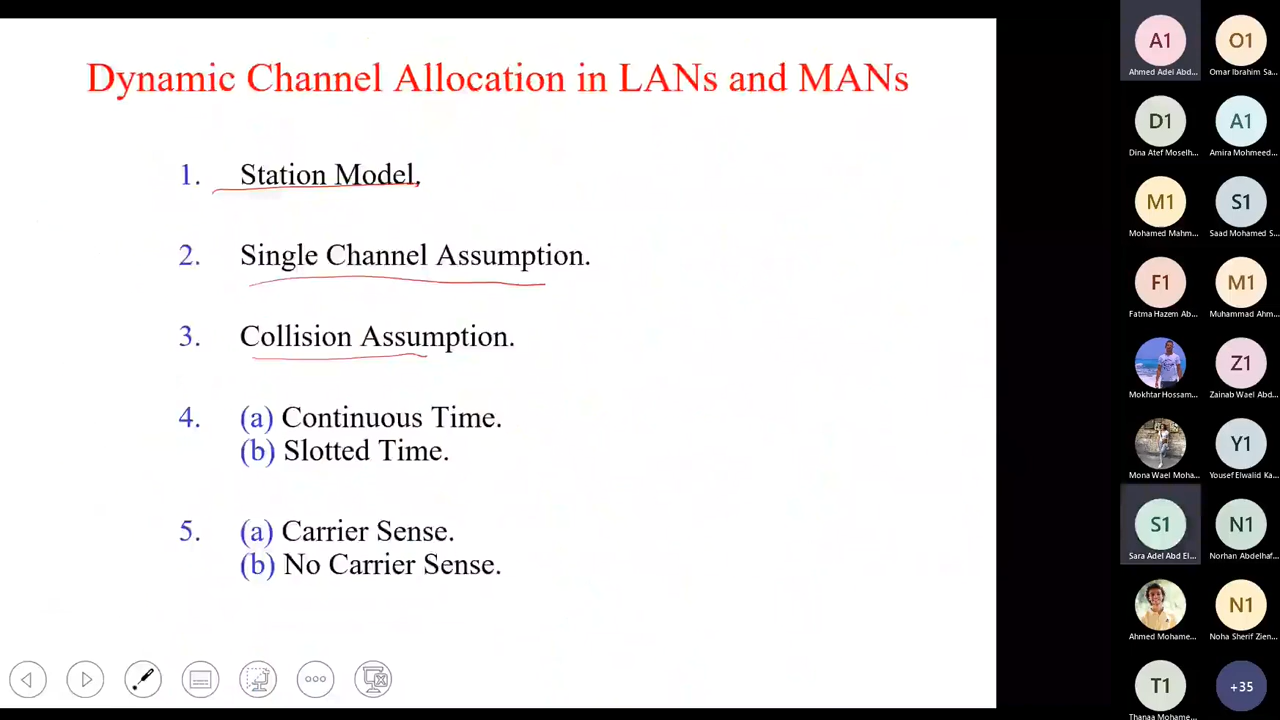 Dynamic Channel Allocation in LANs and MANs
1. Station Model.
2. Single Channel Assumption.
3. Collision Assumption.
4. (a) Continuous Time.
(b) Slotted Time.
5. (a) Carrier Sense.
(b) No Carrier Sense.
A1 O1
Ahmed Adel Abd... Omar Ibrahim Sa...
D1 A1
Dina Atef Moselh... Amira Mohmeed...
M1 S1
Mohamed Mahm... Saad Mohamed S...
F1 M1
Fatma Hazem Ab... Muhammad Ahm...
Z1
Mokhtar Hossam... Zainab Wael Abd...
Y1
Mona Wael Moha... Yousef Elwalid Ka...
S1 N1
Sara Adel Abd El... Norhan Abdelhaf...
N1
Ahmed Mohame... Noha Sherif Zien...
T1 +35
Thanaa Mohame...